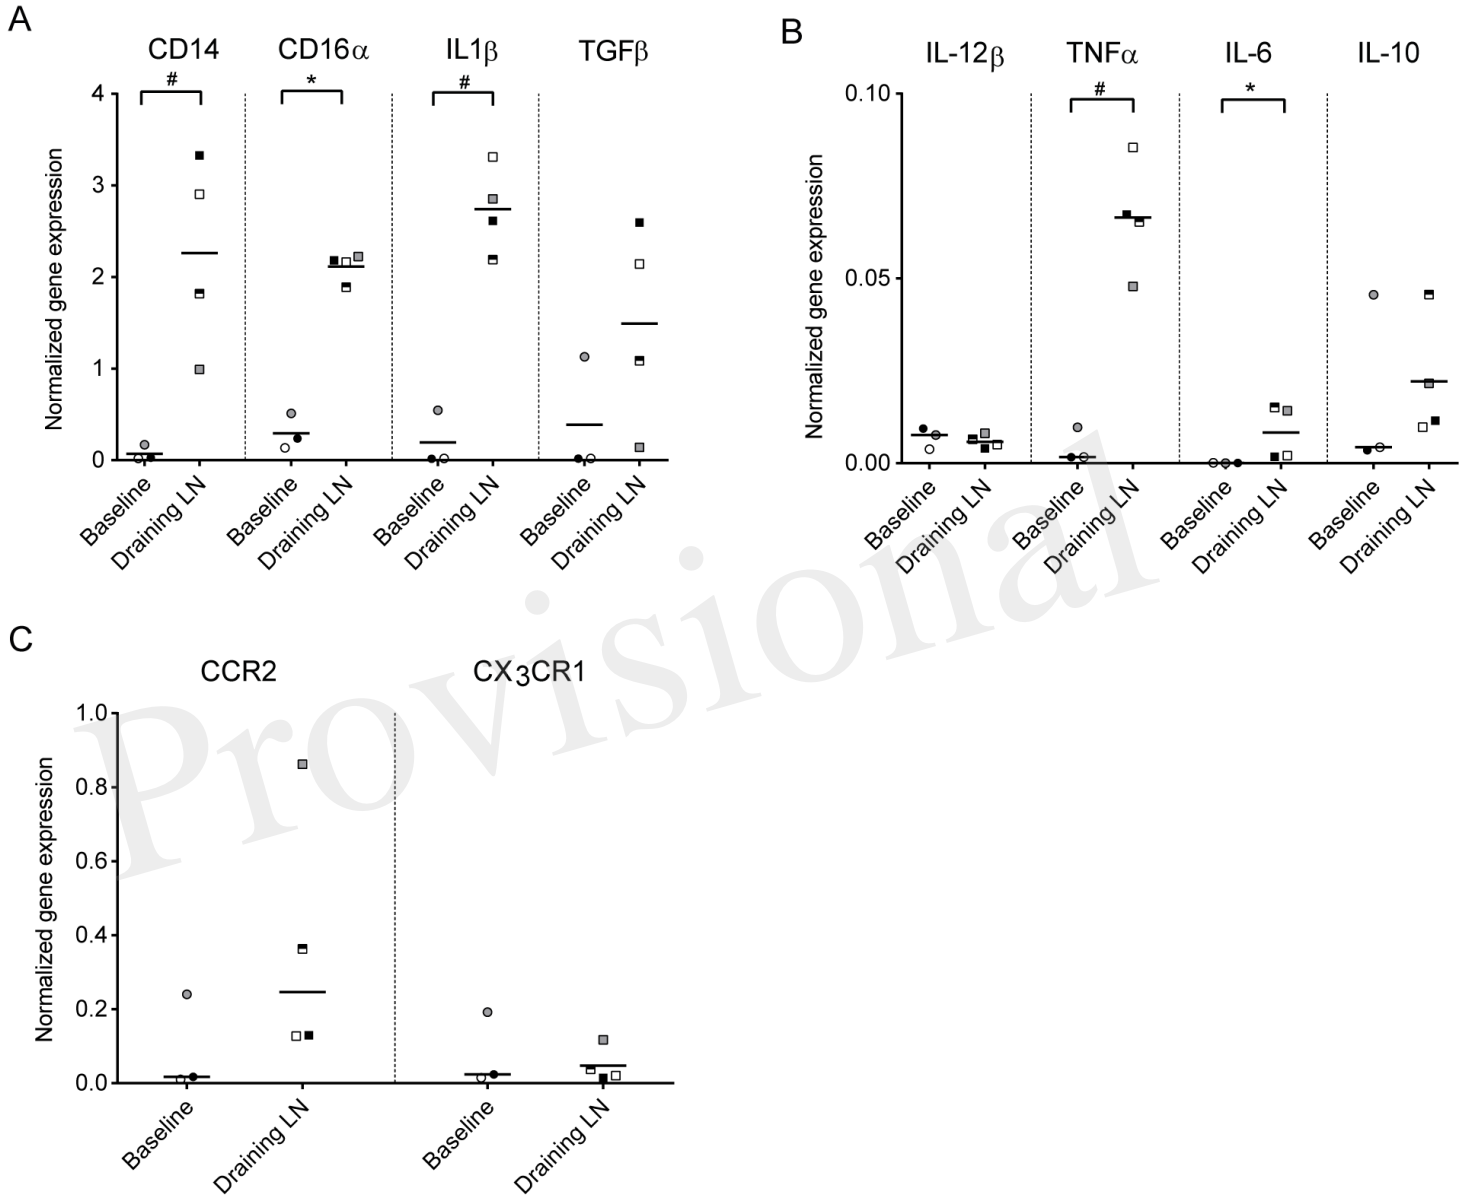 A
CD14 CD16α IL1β TGFβ
# * #
Normalized gene expression
4
3
2
1
0
Baseline Draining LN Baseline Draining LN Baseline Draining LN Baseline Draining LN
B
IL-12β TNFα IL-6 IL-10
# *
Normalized gene expression
0.10
0.05
0.00
Baseline Draining LN Baseline Draining LN Baseline Draining LN Baseline Draining LN
C
CCR2 CX3CR1
Normalized gene expression
1.0
0.8
0.6
0.4
0.2
0.0
Baseline Draining LN Baseline Draining LN
Provisional